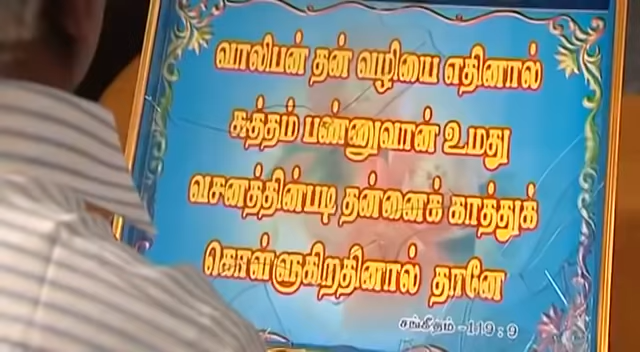 வாலிபன் தன் வழியை எதினால்
சுத்தம் பண்ணுவான் உமது
வசனத்தின்படி தன்னைக் காத்துக்
கொள்ளுகிறதினால் தானே
சங்கீதம் - 119 : 9